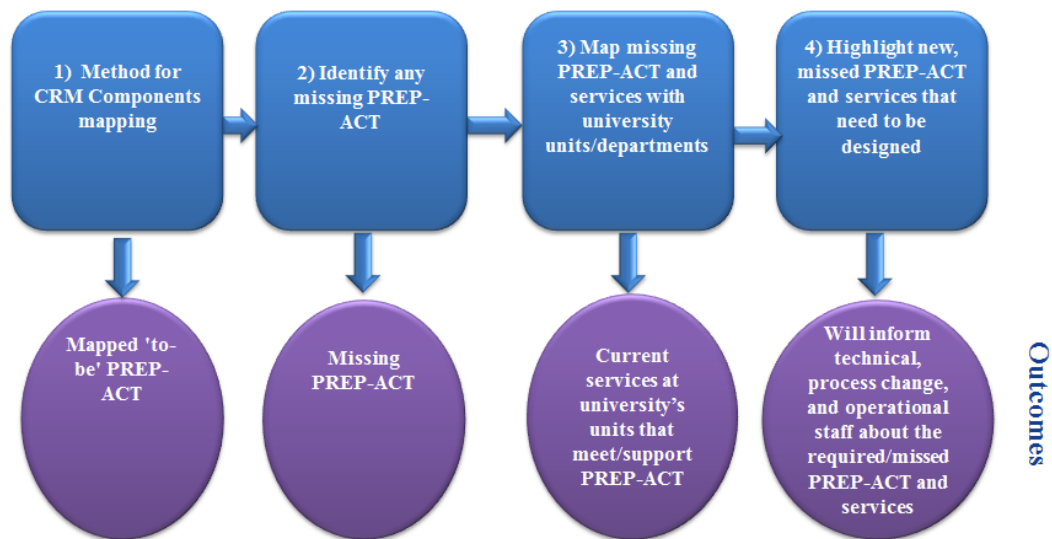 1)  Method for
CRM Components
mapping
2) Identify any
missing PREP-
ACT
3) Map missing
PREP-ACT and
services with
university
units/departments
4) Highlight new,
missed PREP-ACT
and services that
need to be
designed
Mapped 'to-
be' PREP-
ACT
Missing
PREP-ACT
Current
services at
university’s
units that
meet/support
PREP-ACT
Will inform
technical,
process change,
and operational
staff about the
required/missed
PREP-ACT and
services
Outcomes